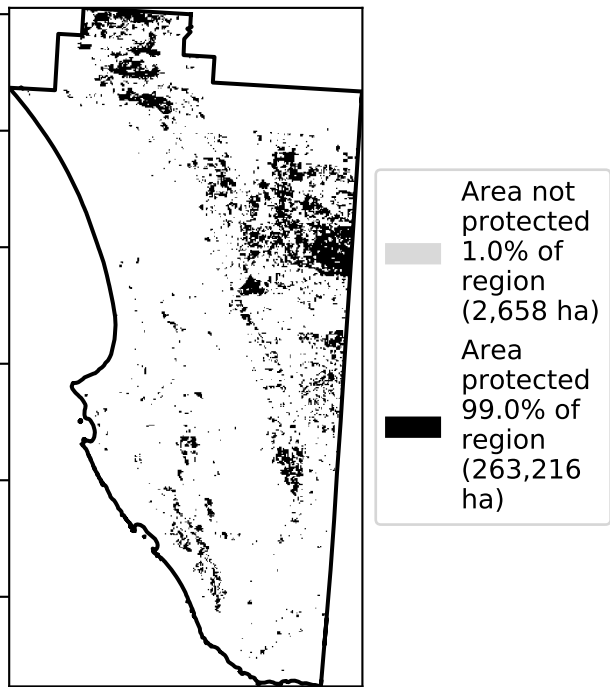 Area not
protected
1.0% of
region
(2,658 ha)
Area
protected
99.0% of
region
(263,216
ha)